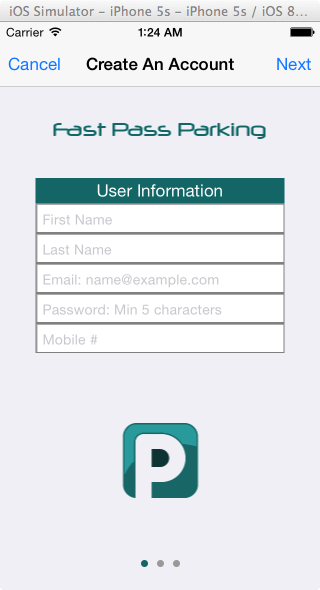 iOS Simulator – iPhone 5s – iPhone 5s / iOS 8...
Carrier 1:24 AM
Cancel Create An Account Next
Fast Pass Parking
User Information
First Name
Last Name
Email: name@example.com
Password: Min 5 characters
Mobile #
P